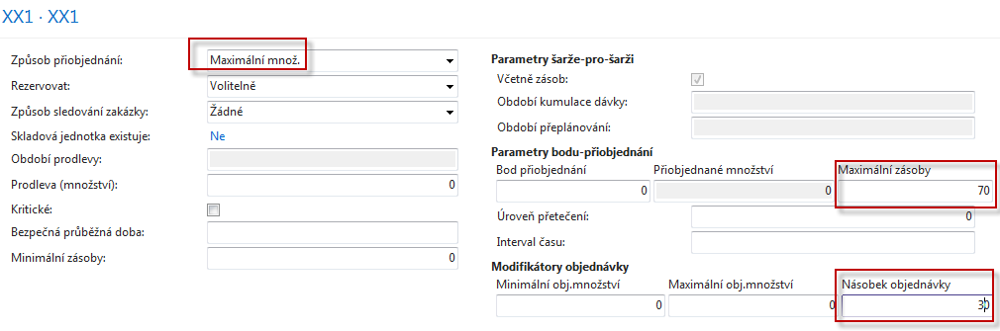 XX1 · XX1
Způsob přiobjednání: Maximální množ.
Rezervovat: Volitelně
Způsob sledování zakázky: Žádné
Skladová jednotka existuje: Ne
Období prodlevy:
Prodleva (množství): 0
Kritické:
Bezpečná průběžná doba:
Minimální zásoby: 0
Parametry šarže-pro-šarži
Včetně zásob:
Období kumulace dávky:
Období přeplánování:
Parametry bodu-přiobjednání
Bod přiobjednání Přiobjednané množství Maximální zásoby
0 0 70
Úroveň přetečení: 0
Interval času:
Modifikátory objednávky
Minimální obj.množství Maximální obj.množství Násobek objednávky
0 0 30